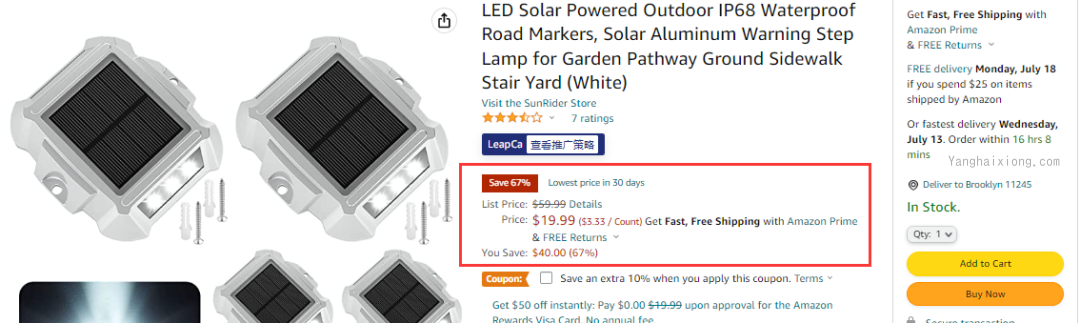 LED Solar Powered Outdoor IP68 Waterproof
Road Markers, Solar Aluminum Warning Step
Lamp for Garden Pathway Ground Sidewalk
Stair Yard (White)
Visit the SunRider Store
7 ratings
LeapCa 查看推广策略
Save 67% Lowest price in 30 days
List Price: $59.99 Details
Price: $19.99 ($3.33 / Count) Get Fast, Free Shipping with Amazon Prime
& FREE Returns
You Save: $40.00 (67%)
Coupon: Save an extra 10% when you apply this coupon. Terms
Get $50 off instantly: Pay $0.00 $19.99 upon approval for the Amazon
Rewards Visa Card. No annual fee.
Get Fast, Free Shipping with
Amazon Prime
& FREE Returns
FREE delivery Monday, July 18
if you spend $25 on items
shipped by Amazon
Or fastest delivery Wednesday,
July 13. Order within 16 hrs 8
mins
Yanghaixiong.com
Deliver to Brooklyn 11245
In Stock.
Qty: 1
Add to Cart
Buy Now
Secure transaction